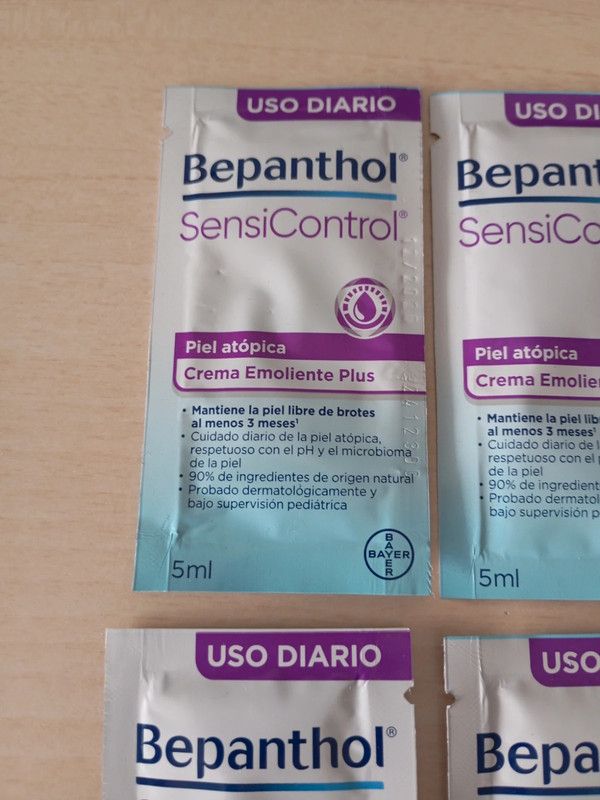 USO DIARIO
Bepanthol®
SensiControl®
Piel atópica
Crema Emoliente Plus
• Mantiene la piel libre de brotes
al menos 3 meses¹
• Cuidado diario de la piel atópica,
respetuoso con el pH y el microbioma
de la piel
• 90% de ingredientes de origen natural
• Probado dermatológicamente y
bajo supervisión pediátrica
5ml
BAYER
BAYER
USO DI
Bepant
SensiCo
Piel atópica
Crema Emolie
• Mantiene la piel lib
al menos 3 meses¹
• Cuidado diario de l
respetuoso con el p
de la piel
• 90% de ingredient
• Probado dermatol
bajo supervisión p
5ml
USO DIARIO
Bepanthol®
USO
Bepa